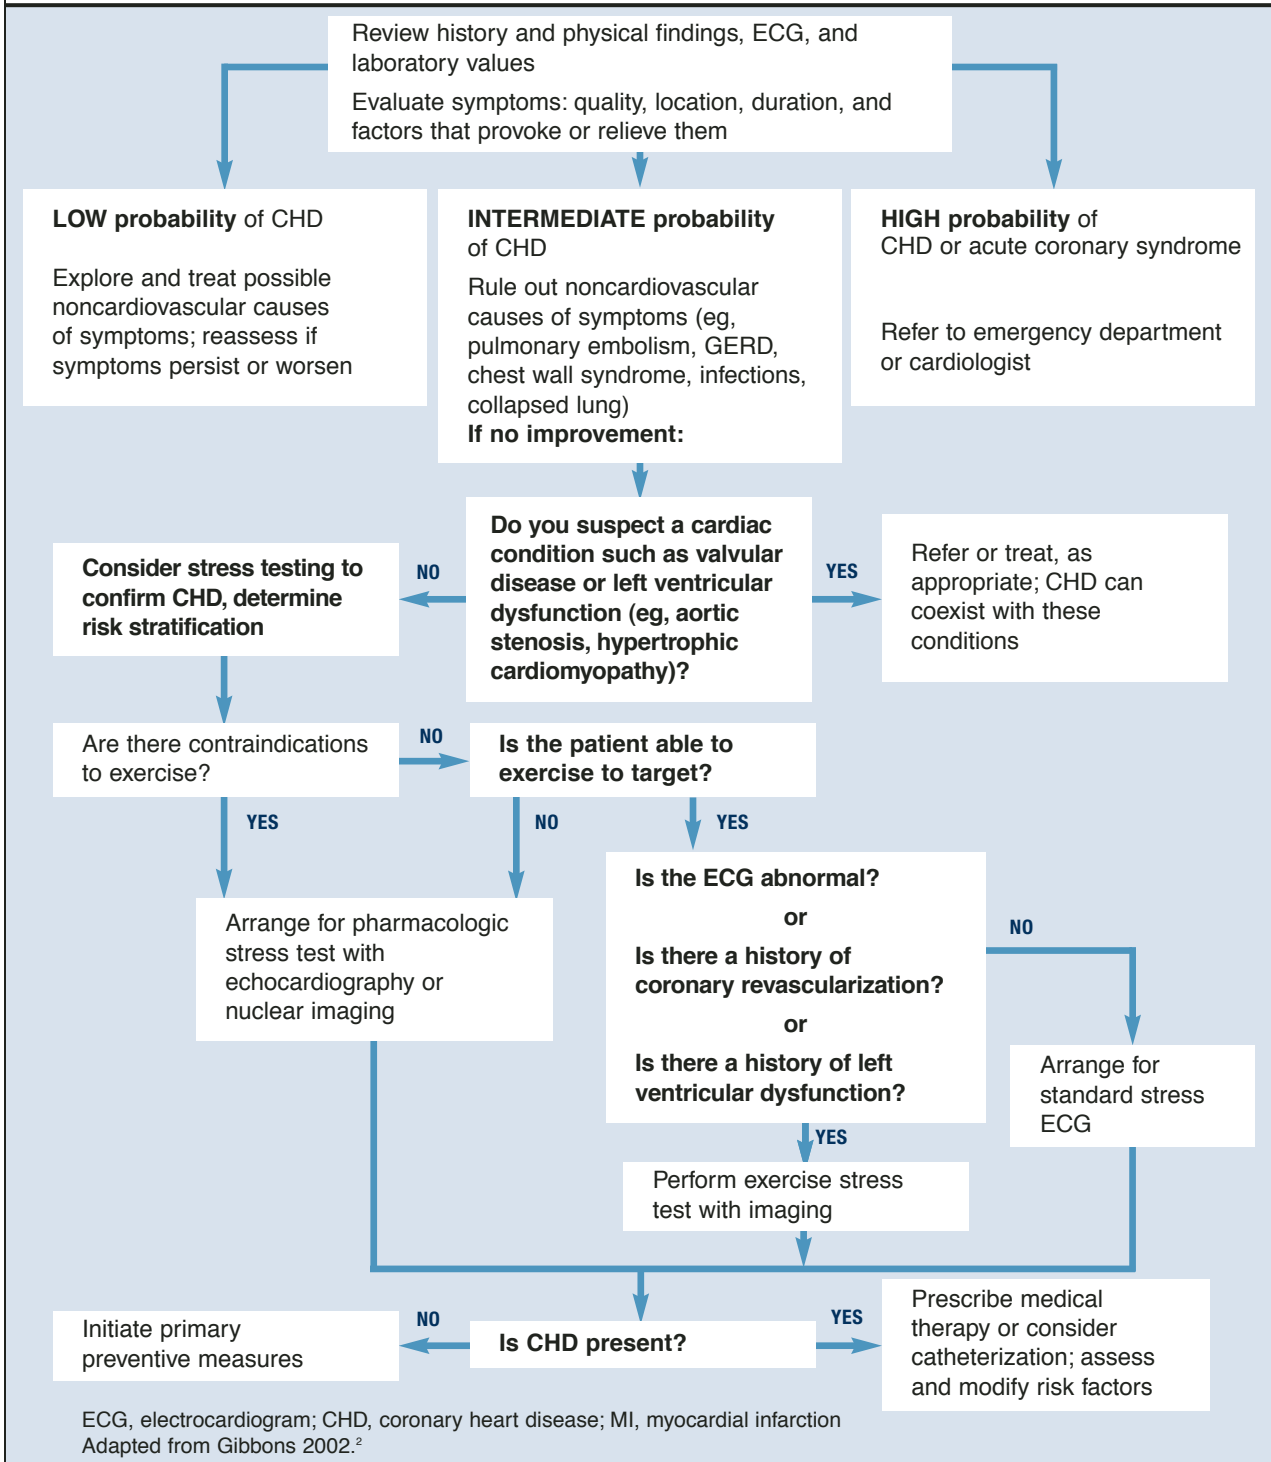 Review history and physical findings, ECG, and
laboratory values
Evaluate symptoms: quality, location, duration, and
factors that provoke or relieve them
LOW probability of CHD
Explore and treat possible
noncardiovascular causes
of symptoms; reassess if
symptoms persist or worsen
INTERMEDIATE probability
of CHD
Rule out noncardiovascular
causes of symptoms (eg,
pulmonary embolism, GERD,
chest wall syndrome, infections,
collapsed lung)
If no improvement:
HIGH probability of
CHD or acute coronary syndrome
Refer to emergency department
or cardiologist
Do you suspect a cardiac
condition such as valvular
disease or left ventricular
dysfunction (eg, aortic
stenosis, hypertrophic
cardiomyopathy)?
NO
Consider stress testing to
confirm CHD, determine
risk stratification
YES
Refer or treat, as
appropriate; CHD can
coexist with these
conditions
Are there contraindications
to exercise?
NO
Is the patient able to
exercise to target?
YES
NO
YES
Arrange for pharmacologic
stress test with
echocardiography or
nuclear imaging
Is the ECG abnormal?
or
Is there a history of
coronary revascularization?
or
Is there a history of left
ventricular dysfunction?
NO
Arrange for
standard stress
ECG
YES
Perform exercise stress
test with imaging
Is CHD present?
NO
Initiate primary
preventive measures
YES
Prescribe medical
therapy or consider
catheterization; assess
and modify risk factors
ECG, electrocardiogram; CHD, coronary heart disease; MI, myocardial infarction
Adapted from Gibbons 2002.²